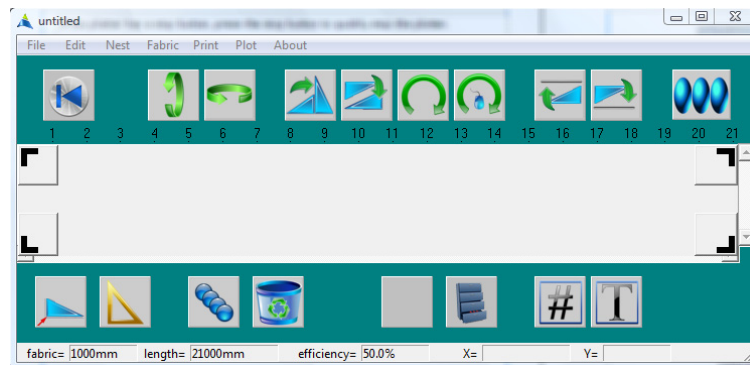 untitled
File Edit Nest Fabric Print Plot About
1 2 3 4 5 6 7 8 9 10 11 12 13 14 15 16 17 18 19 20 21
# T
fabric= 1000mm length= 21000mm efficiency= 50.0% X= Y=